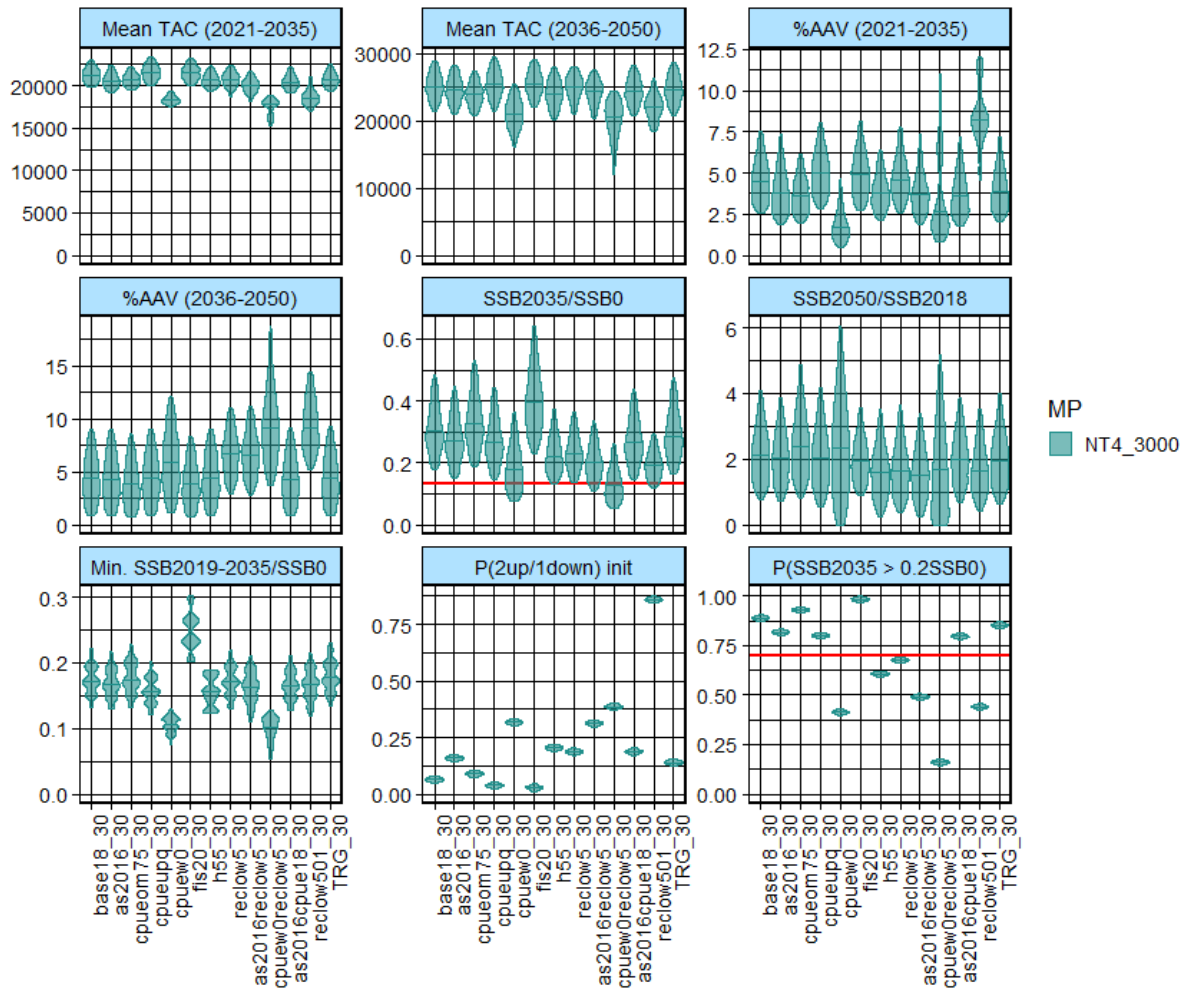 Mean TAC (2021-2035)
Mean TAC (2036-2050)
%AAV (2021-2035)
20000
15000
10000
5000
0
30000
20000
10000
0
12.5
10.0
7.5
5.0
2.5
0.0
%AAV (2036-2050)
SSB2035/SSB0
SSB2050/SSB2018
15
10
5
0
0.6
0.4
0.2
0.0
6
4
2
0
MP
NT4_3000
Min. SSB2019-2035/SSB0
P(2up/1down) init
P(SSB2035 > 0.2SSB0)
0.3
0.2
0.1
0.0
0.75
0.50
0.25
0.00
1.00
0.75
0.50
0.25
0.00
base18_30
as2016_30
cpueom75_30
cpueupq_30
cpuew0_30
fis20_30
h55_30
reclow5_30
as2016reclow5_30
cpuew0reclow5_30
as2016cpue18_30
reclow501_30
TRG_30
base18_30
as2016_30
cpueom75_30
cpueupq_30
cpuew0_30
fis20_30
h55_30
reclow5_30
as2016reclow5_30
cpuew0reclow5_30
as2016cpue18_30
reclow501_30
TRG_30
base18_30
as2016_30
cpueom75_30
cpueupq_30
cpuew0_30
fis20_30
h55_30
reclow5_30
as2016reclow5_30
cpuew0reclow5_30
as2016cpue18_30
reclow501_30
TRG_30